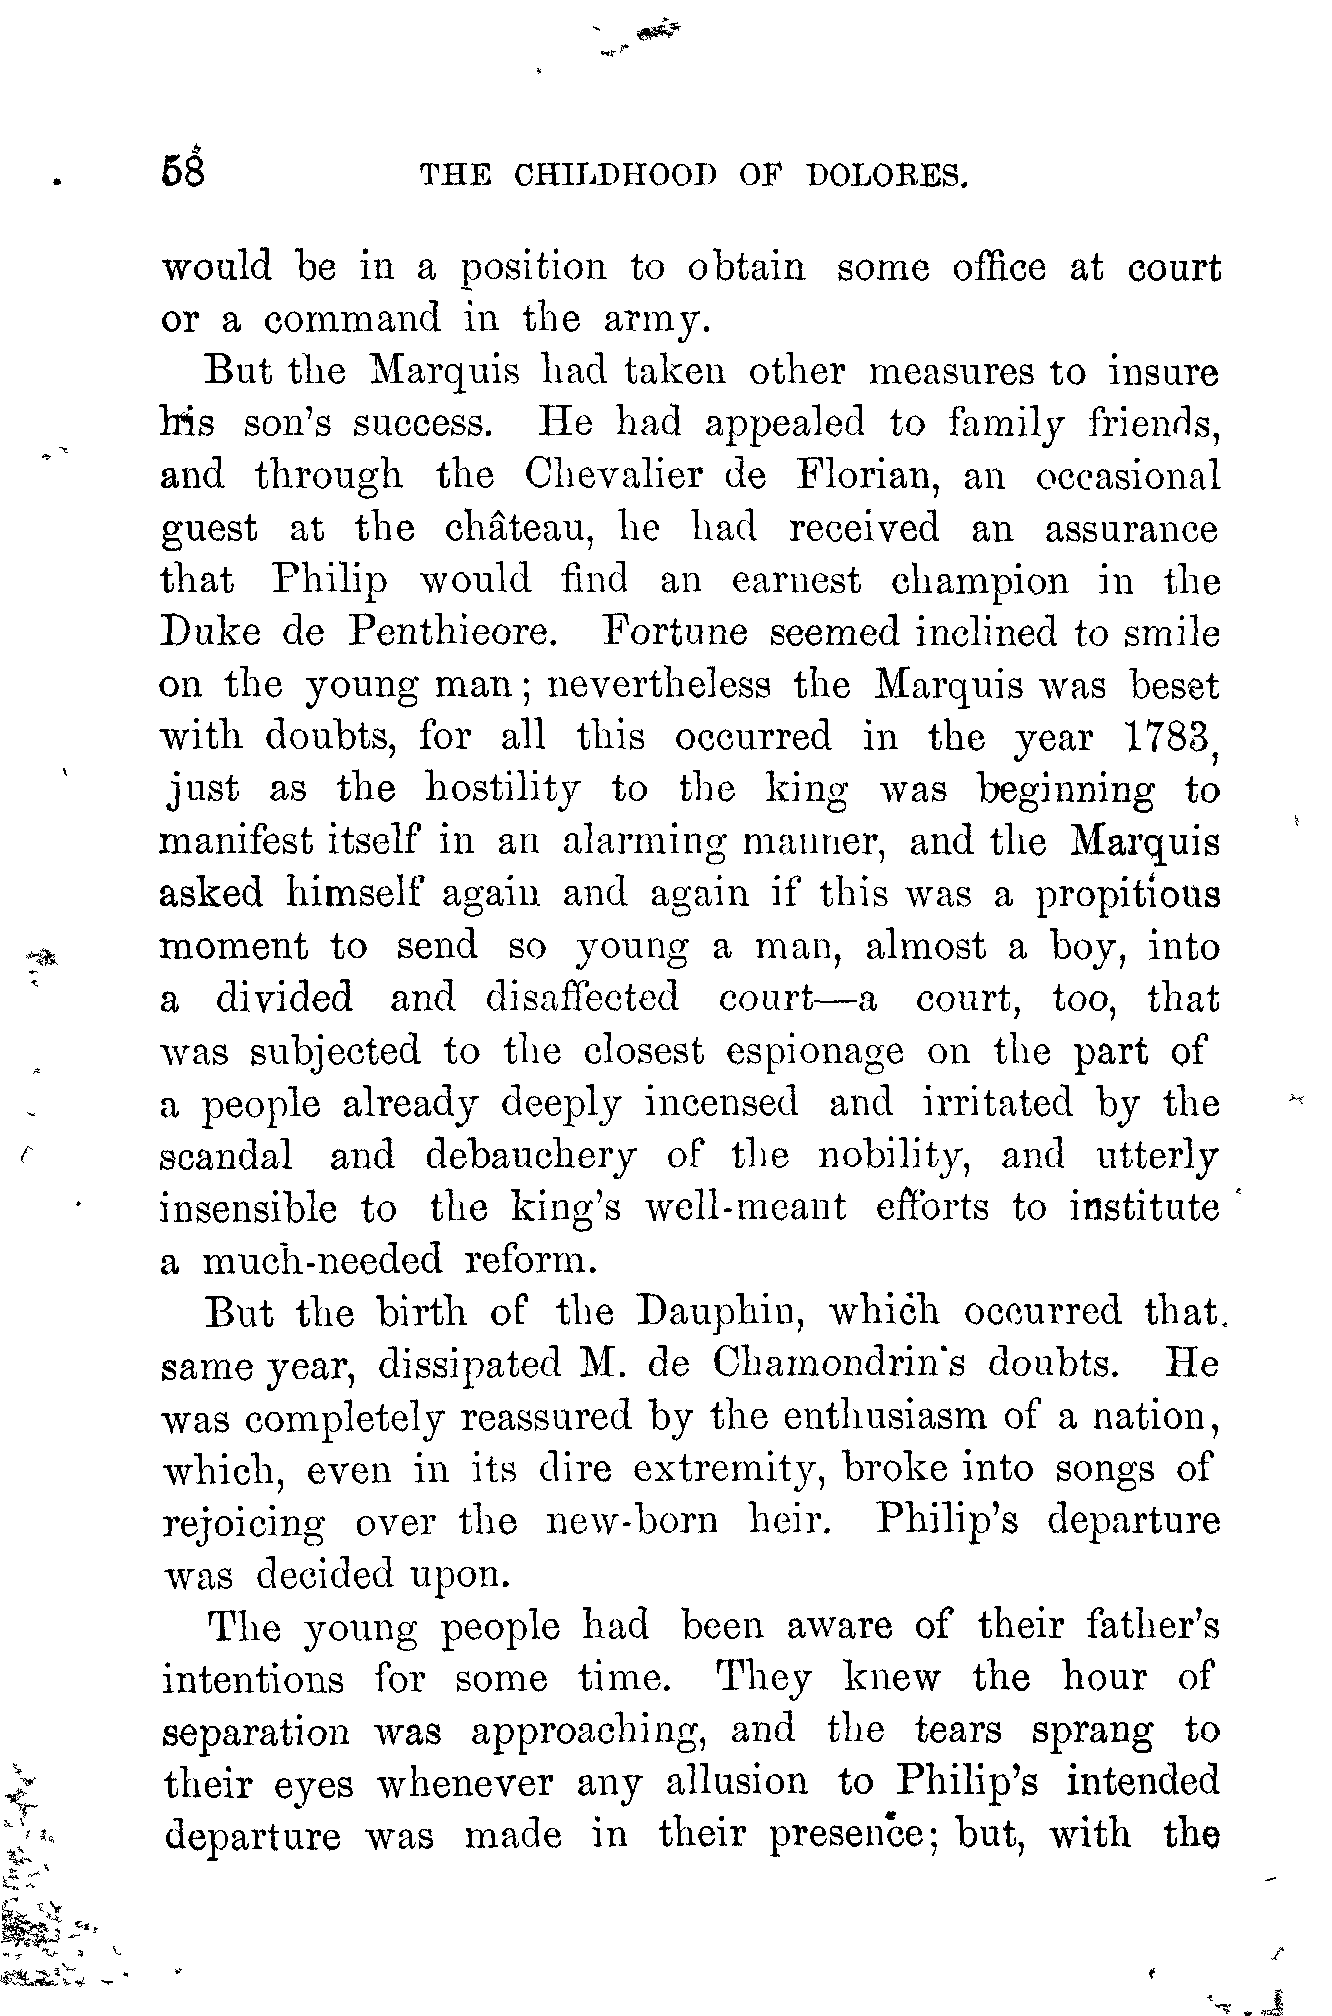 58 THE CHILDHOOD OF DOLORES.
would be in a position to obtain some office at court
or a command in the army.
But the Marquis had taken other measures to insure
his son's success. He had appealed to family friends,
and through the Chevalier de Florian, an occasional
guest at the château, he had received an assurance
that Philip would find an earnest champion in the
Duke de Penthieore. Fortune seemed inclined to smile
on the young man; nevertheless the Marquis was beset
with doubts, for all this occurred in the year 1783,
just as the hostility to the king was beginning to
manifest itself in an alarming manner, and the Marquis
asked himself again and again if this was a propitious
moment to send so young a man, almost a boy, into
a divided and disaffected court—a court, too, that
was subjected to the closest espionage on the part of
a people already deeply incensed and irritated by the
scandal and debauchery of the nobility, and utterly
insensible to the king's well-meant efforts to institute
a much-needed reform.
But the birth of the Dauphin, which occurred that
same year, dissipated M. de Chamondrin's doubts. He
was completely reassured by the enthusiasm of a nation,
which, even in its dire extremity, broke into songs of
rejoicing over the new-born heir. Philip's departure
was decided upon.
The young people had been aware of their father's
intentions for some time. They knew the hour of
separation was approaching, and the tears sprang to
their eyes whenever any allusion to Philip's intended
departure was made in their presence; but, with the